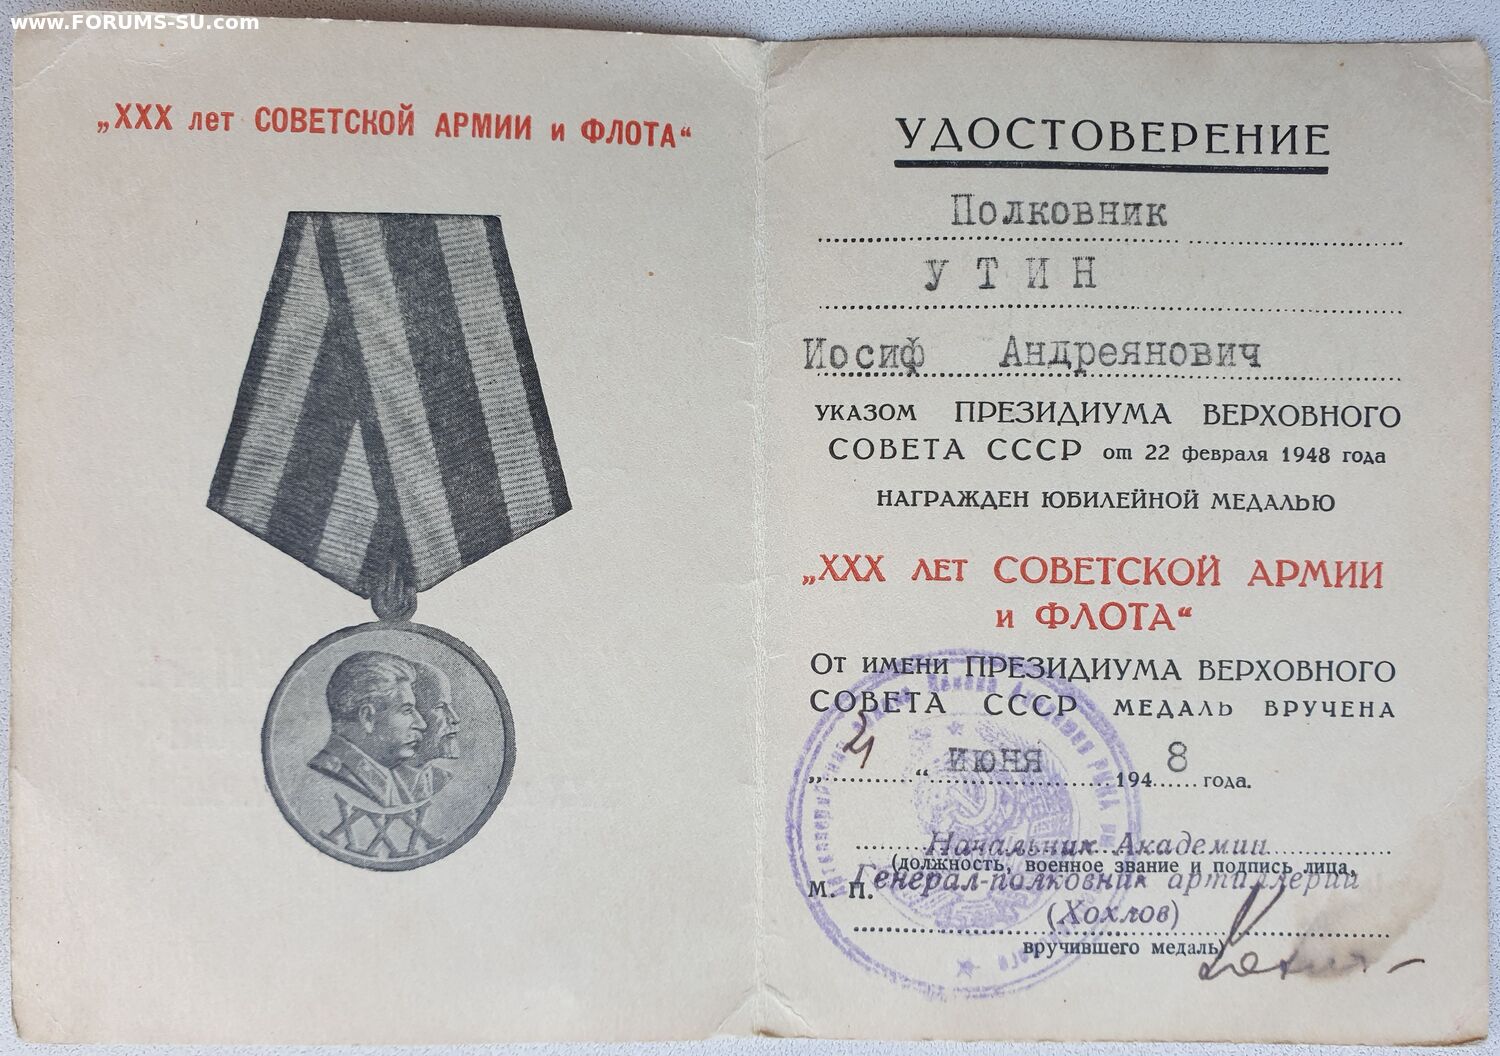 www.FORUMS-SU.com
„XXX лет СОВЕТСКОЙ АРМИИ и ФЛОТА“
XXX
УДОСТОВЕРЕНИЕ
Полковник
УТИН
Иосиф Андреянович
УКАЗОМ ПРЕЗИДИУМА ВЕРХОВНОГО
СОВЕТА СССР от 22 февраля 1948 года
НАГРАЖДЕН ЮБИЛЕЙНОЙ МЕДАЛЬЮ
„XXX ЛЕТ СОВЕТСКОЙ АРМИИ
и ФЛОТА“
От имени ПРЕЗИДИУМА ВЕРХОВНОГО
СОВЕТА СССР МЕДАЛЬ ВРУЧЕНА
„21“ июня 1948 года.
Начальник Академии
(должность, военное звание и подпись лица,
М. П. Генерал-полковник артиллерии
(Хохлов)
вручившего медаль)